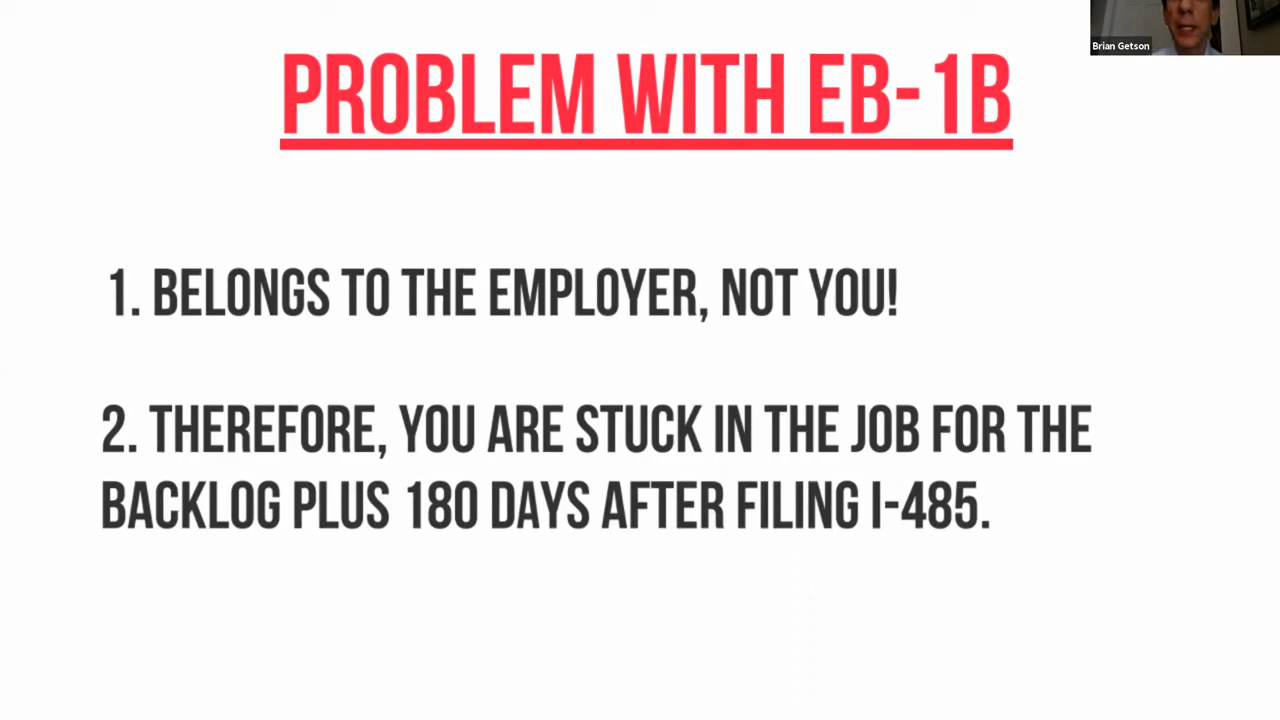 Brian Getson
PROBLEM WITH EB-1B
1. BELONGS TO THE EMPLOYER, NOT YOU!
2. THEREFORE, YOU ARE STUCK IN THE JOB FOR THE
BACKLOG PLUS 180 DAYS AFTER FILING I-485.